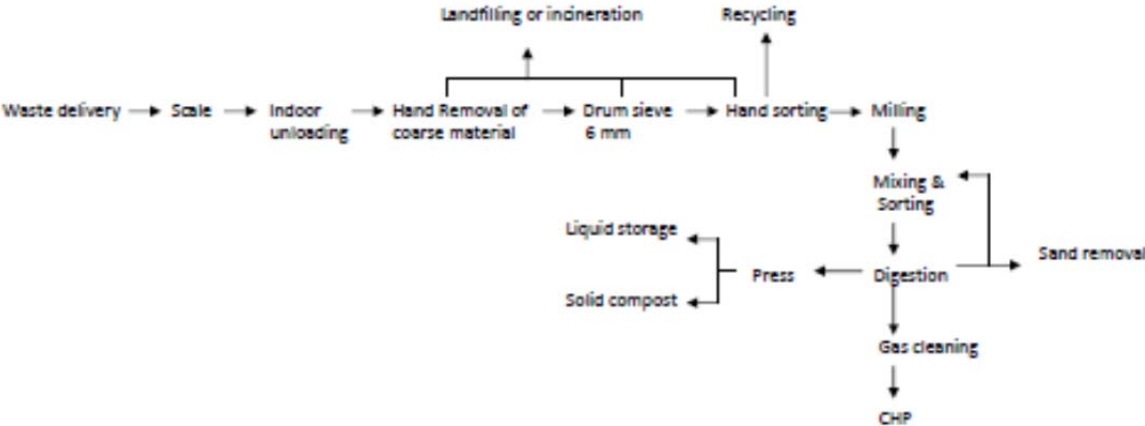 Landfilling or incineration
Recycling
Waste delivery
Scale
Indoor
unloading
Hand Removal of
coarse material
Drum sieve
6 mm
Hand sorting
Milling
Mixing &
Sorting
Liquid storage
Sand removal
Press
Digestion
Solid compost
Gas cleaning
CHP